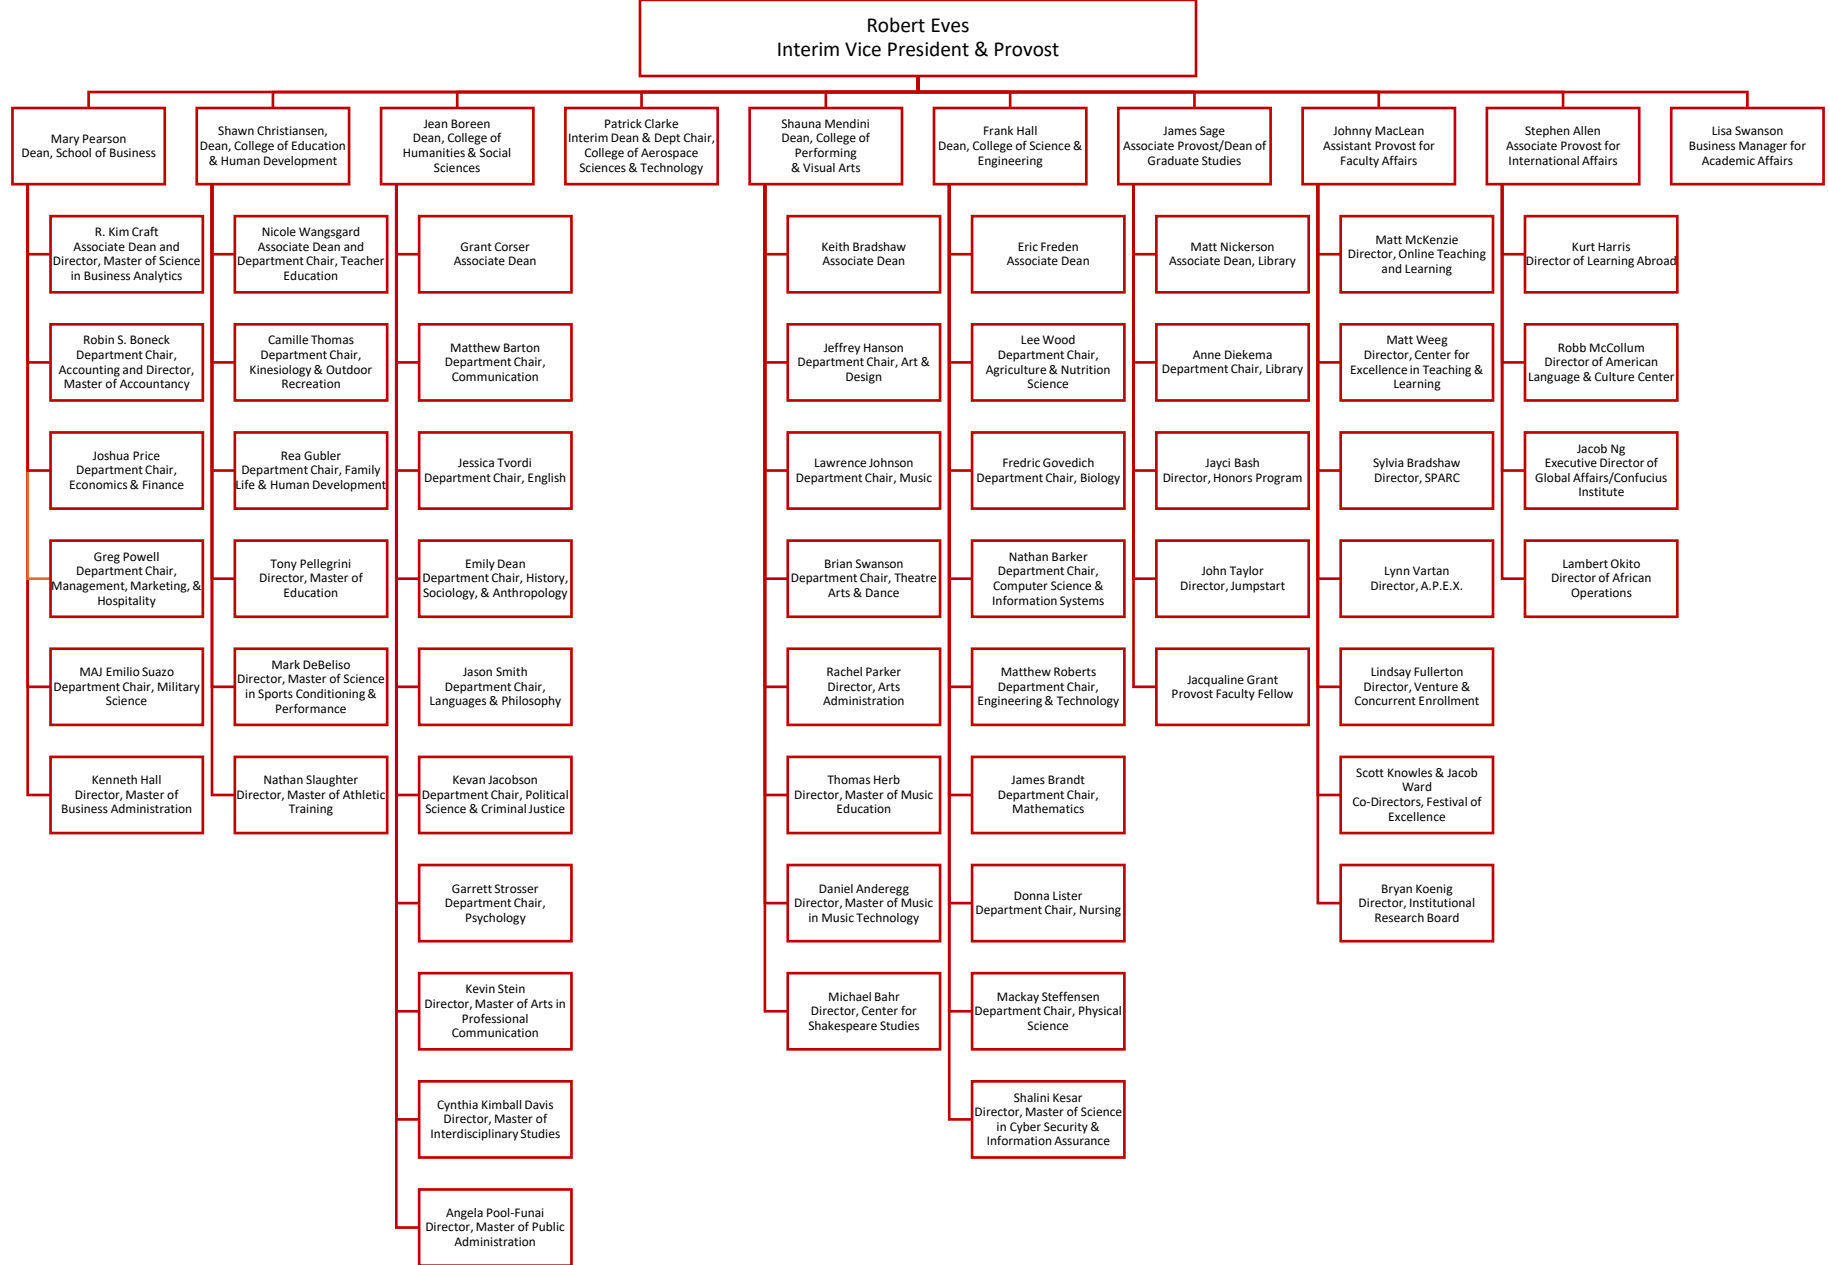 Robert Eves
Interim Vice President & Provost
Mary Pearson
Dean, School of Business
Shawn Christiansen,
Dean, College of Education
& Human Development
Jean Boreen
Dean, College of
Humanities & Social
Sciences
Patrick Clarke
Interim Dean & Dept Chair,
College of Aerospace
Sciences & Technology
Shauna Mendini
Dean, College of
Performing
& Visual Arts
Frank Hall
Dean, College of Science &
Engineering
James Sage
Associate Provost/Dean of
Graduate Studies
Johnny MacLean
Assistant Provost for
Faculty Affairs
Stephen Allen
Associate Provost for
International Affairs
Lisa Swanson
Business Manager for
Academic Affairs
R. Kim Craft
Associate Dean and
Director, Master of Science
in Business Analytics
Robin S. Boneck
Department Chair,
Accounting and Director,
Master of Accountancy
Joshua Price
Department Chair,
Economics & Finance
Greg Powell
Department Chair,
Management, Marketing, &
Hospitality
MAJ Emilio Suazo
Department Chair, Military
Science
Kenneth Hall
Director, Master of
Business Administration
Nicole Wangsgard
Associate Dean and
Department Chair, Teacher
Education
Camille Thomas
Department Chair,
Kinesiology & Outdoor
Recreation
Rea Gubler
Department Chair, Family
Life & Human Development
Tony Pellegrini
Director, Master of
Education
Mark DeBeliso
Director, Master of Science
in Sports Conditioning &
Performance
Nathan Slaughter
Director, Master of Athletic
Training
Grant Corser
Associate Dean
Matthew Barton
Department Chair,
Communication
Jessica Tvordi
Department Chair, English
Emily Dean
Department Chair, History,
Sociology, & Anthropology
Jason Smith
Department Chair,
Languages & Philosophy
Kevan Jacobson
Department Chair, Political
Science & Criminal Justice
Garrett Strosser
Department Chair,
Psychology
Kevin Stein
Director, Master of Arts in
Professional
Communication
Cynthia Kimball Davis
Director, Master of
Interdisciplinary Studies
Angela Pool-Funai
Director, Master of Public
Administration
Keith Bradshaw
Associate Dean
Jeffrey Hanson
Department Chair, Art &
Design
Lawrence Johnson
Department Chair, Music
Brian Swanson
Department Chair, Theatre
Arts & Dance
Rachel Parker
Director, Arts
Administration
Thomas Herb
Director, Master of Music
Education
Daniel Anderegg
Director, Master of Music
in Music Technology
Michael Bahr
Director, Center for
Shakespeare Studies
Eric Freden
Associate Dean
Lee Wood
Department Chair,
Agriculture & Nutrition
Science
Fredric Govedich
Department Chair, Biology
Nathan Barker
Department Chair,
Computer Science &
Information Systems
Matthew Roberts
Department Chair,
Engineering & Technology
James Brandt
Department Chair,
Mathematics
Donna Lister
Department Chair, Nursing
Mackay Steffensen
Department Chair, Physical
Science
Shalini Kesar
Director, Master of Science
in Cyber Security &
Information Assurance
Matt Nickerson
Associate Dean, Library
Anne Diekema
Department Chair, Library
Jayci Bash
Director, Honors Program
John Taylor
Director, Jumpstart
Jacqualine Grant
Provost Faculty Fellow
Matt McKenzie
Director, Online Teaching
and Learning
Matt Weeg
Director, Center for
Excellence in Teaching &
Learning
Sylvia Bradshaw
Director, SPARC
Lynn Vartan
Director, A.P.E.X.
Lindsay Fullerton
Director, Venture &
Concurrent Enrollment
Scott Knowles & Jacob
Ward
Co-Directors, Festival of
Excellence
Bryan Koenig
Director, Institutional
Research Board
Kurt Harris
Director of Learning Abroad
Robb McCollum
Director of American
Language & Culture Center
Jacob Ng
Executive Director of
Global Affairs/Confucius
Institute
Lambert Okito
Director of African
Operations